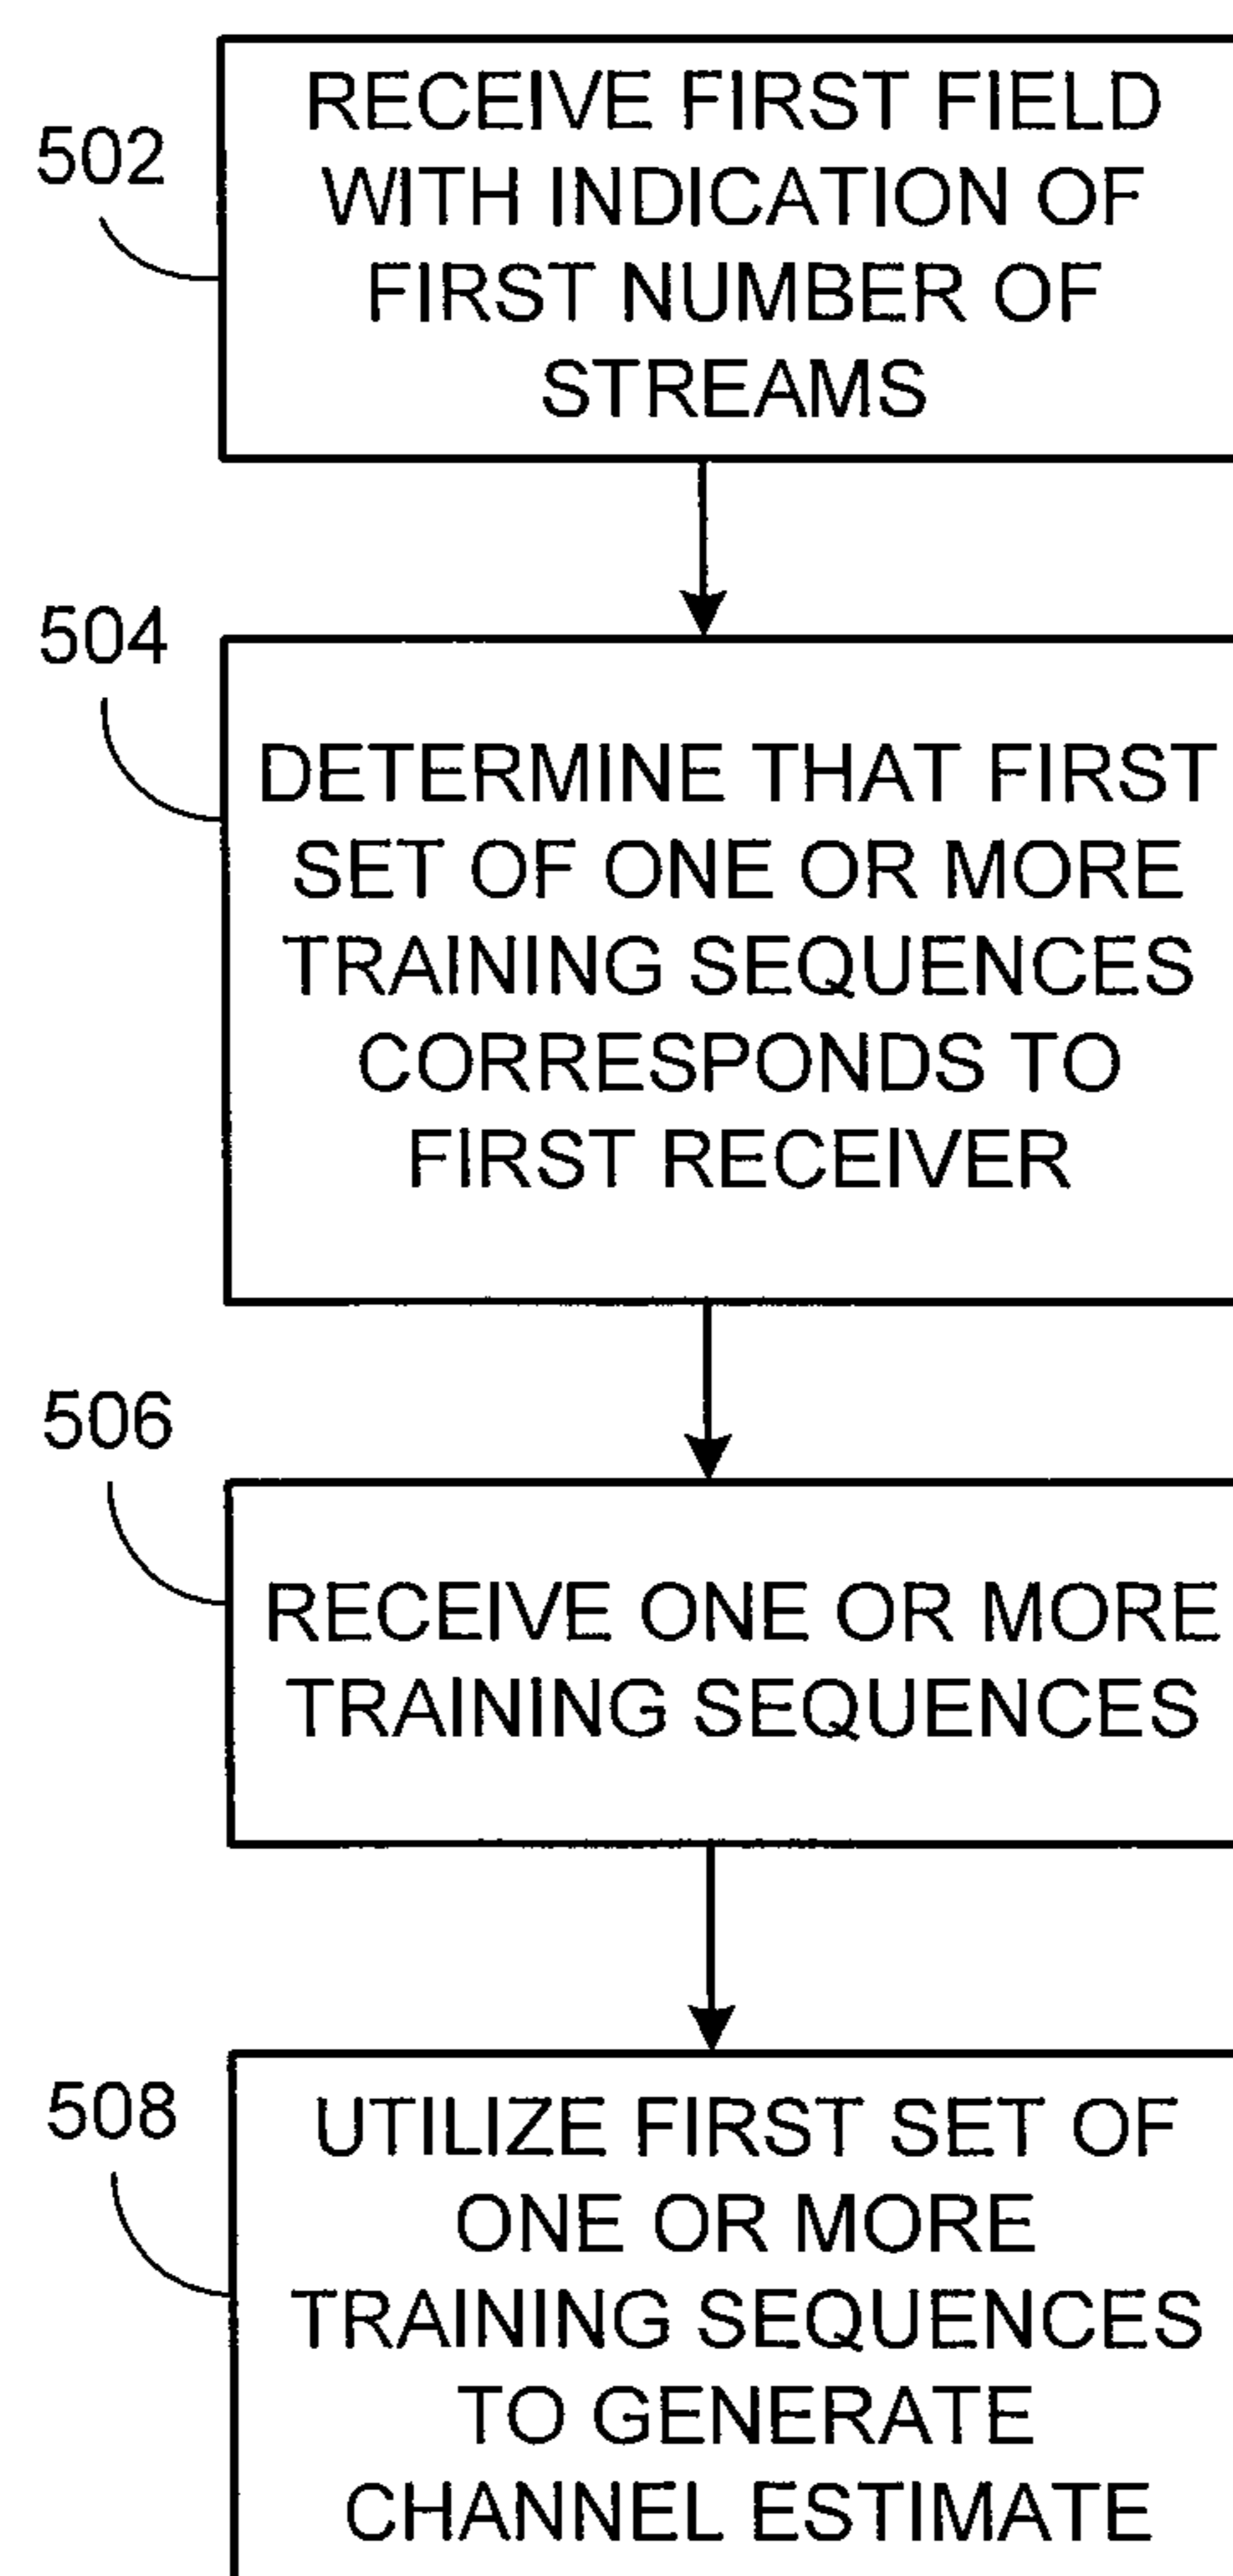 502
RECEIVE FIRST FIELD
WITH INDICATION OF
FIRST NUMBER OF
STREAMS
504
DETERMINE THAT FIRST
SET OF ONE OR MORE
TRAINING SEQUENCES
CORRESPONDS TO
FIRST RECEIVER
506
RECEIVE ONE OR MORE
TRAINING SEQUENCES
508
UTILIZE FIRST SET OF
ONE OR MORE
TRAINING SEQUENCES
TO GENERATE
CHANNEL ESTIMATE